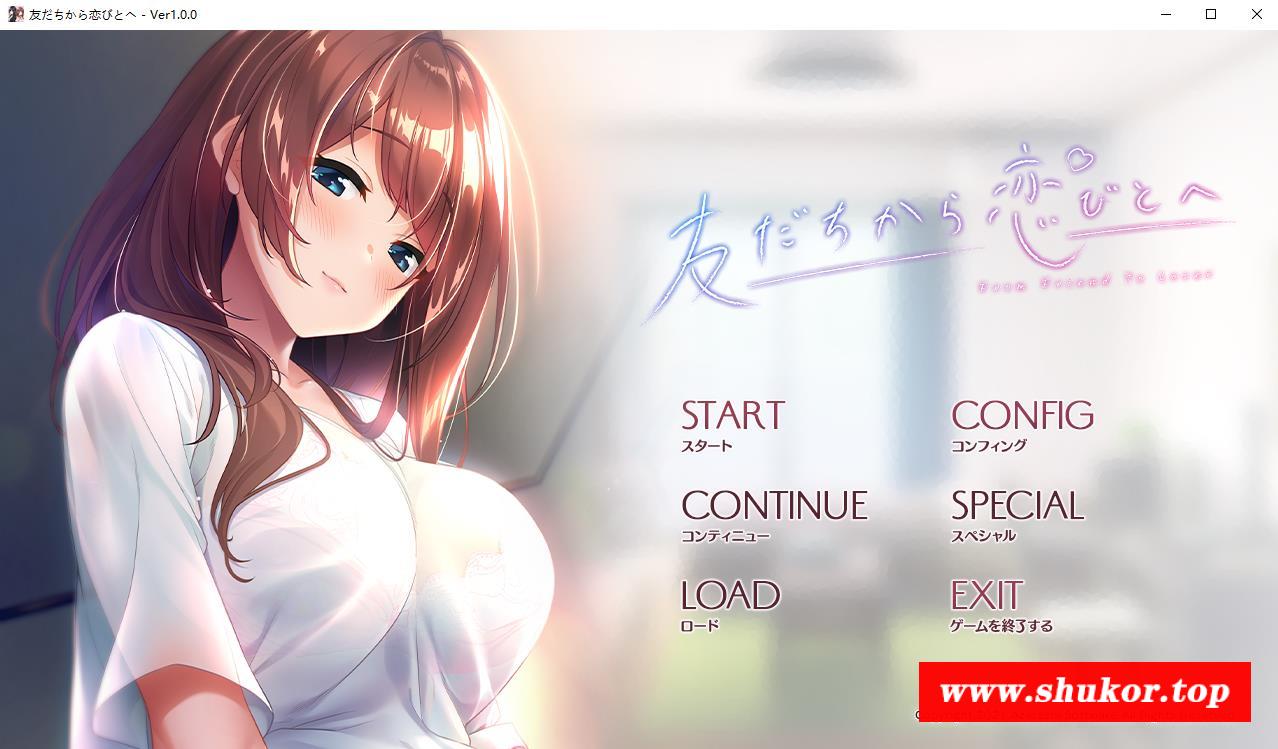 友だちから恋びとへ - Ver1.0.0
友だちから恋びとへ
From Friend To Lover
START
スタート
CONFIG
コンフィング
CONTINUE
コンティニュー
SPECIAL
スペシャル
LOAD
ロード
EXIT
ゲームを終了する
www.shukor.top